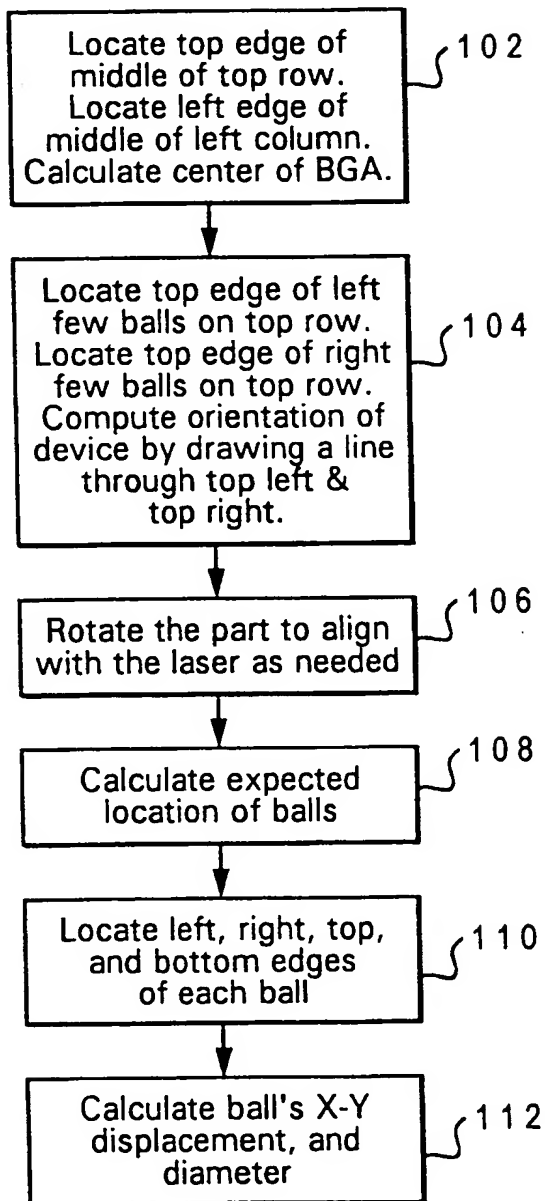 Locate top edge of
middle of top row.
Locate left edge of
middle of left column.
Calculate center of BGA.
102
Locate top edge of left
few balls on top row.
Locate top edge of right
few balls on top row.
Compute orientation of
device by drawing a line
through top left &
top right.
104
Rotate the part to align
with the laser as needed
106
Calculate expected
location of balls
108
Locate left, right, top,
and bottom edges
of each ball
110
Calculate ball's X-Y
displacement, and
diameter
112